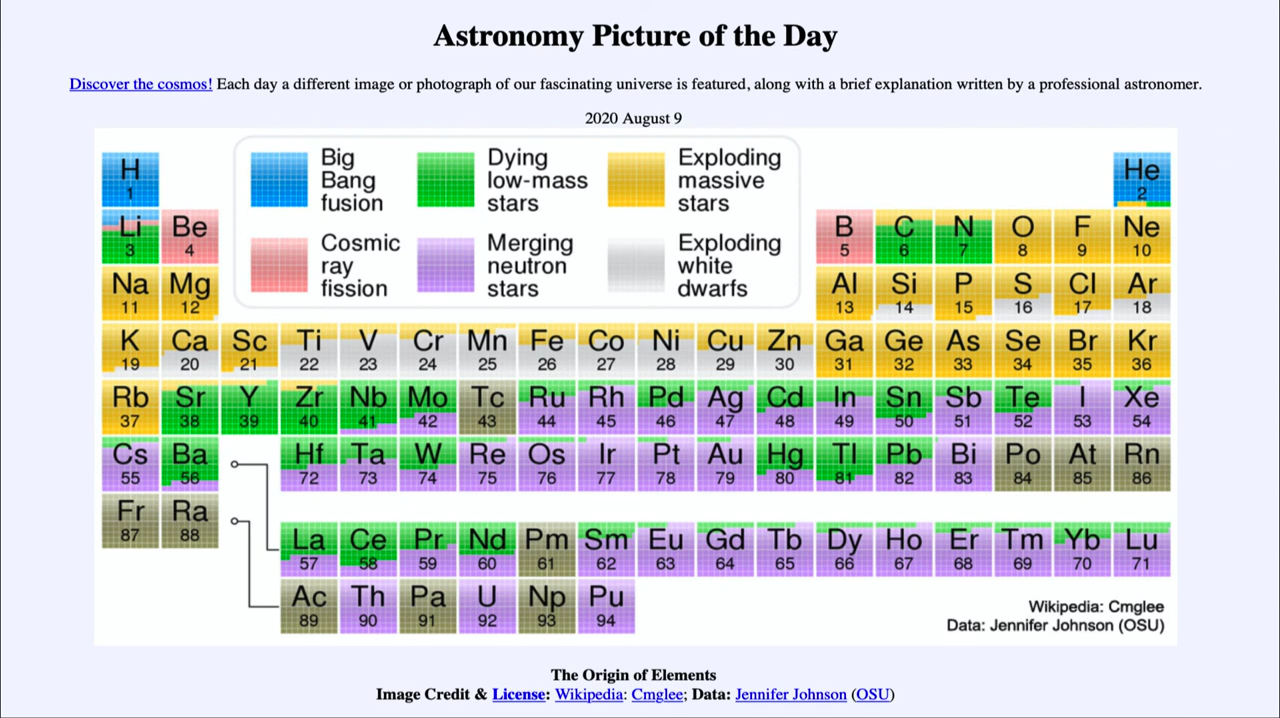 Astronomy Picture of the Day
Discover the cosmos! Each day a different image or photograph of our fascinating universe is featured, along with a brief explanation written by a professional astronomer.
2020 August 9
Big Bang fusion
Dying low-mass stars
Exploding massive stars
Cosmic ray fission
Merging neutron stars
Exploding white dwarfs
H He
1 2
Li Be B C N O F Ne
3 4 5 6 7 8 9 10
Na Mg Al Si P S Cl Ar
11 12 13 14 15 16 17 18
K Ca Sc Ti V Cr Mn Fe Co Ni Cu Zn Ga Ge As Se Br Kr
19 20 21 22 23 24 25 26 27 28 29 30 31 32 33 34 35 36
Rb Sr Y Zr Nb Mo Tc Ru Rh Pd Ag Cd In Sn Sb Te I Xe
37 38 39 40 41 42 43 44 45 46 47 48 49 50 51 52 53 54
Cs Ba Hf Ta W Re Os Ir Pt Au Hg Tl Pb Bi Po At Rn
55 56 72 73 74 75 76 77 78 79 80 81 82 83 84 85 86
Fr Ra
87 88
La Ce Pr Nd Pm Sm Eu Gd Tb Dy Ho Er Tm Yb Lu
57 58 59 60 61 62 63 64 65 66 67 68 69 70 71
Ac Th Pa U Np Pu
89 90 91 92 93 94
Wikipedia: Cmglee
Data: Jennifer Johnson (OSU)
The Origin of Elements
Image Credit & License: Wikipedia: Cmglee; Data: Jennifer Johnson (OSU)